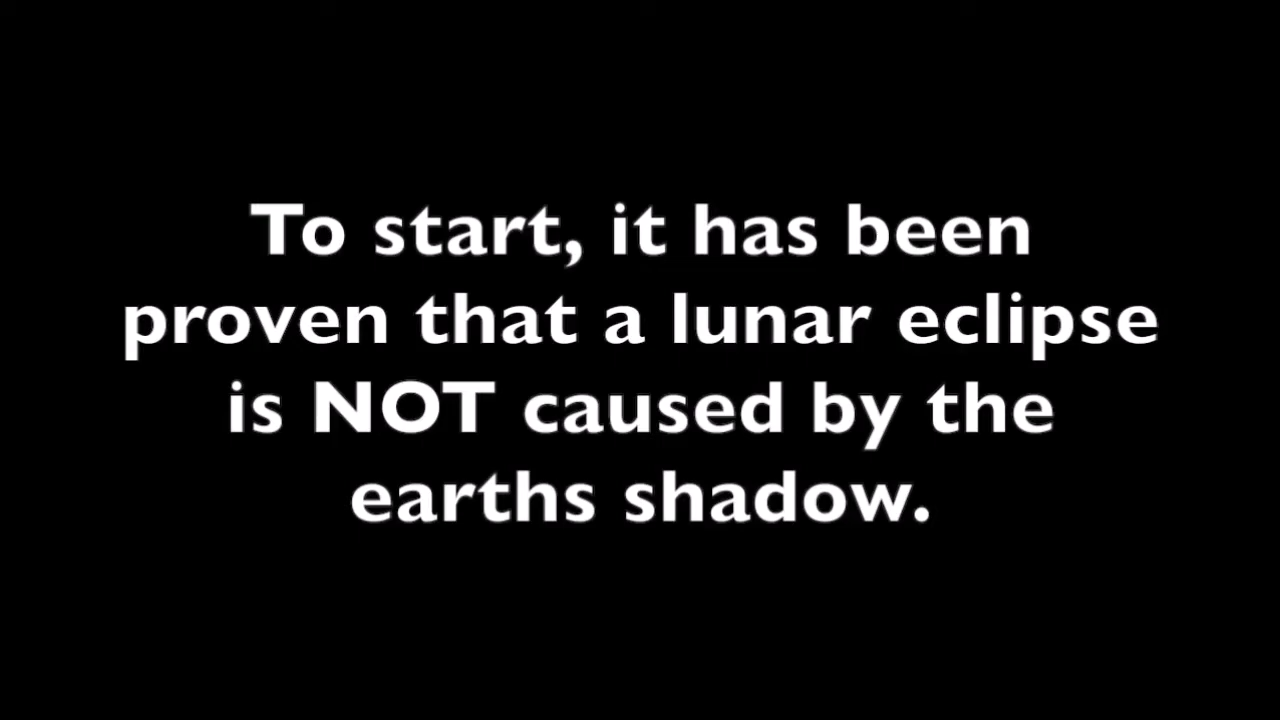 To start, it has been
proven that a lunar eclipse
is NOT caused by the
earths shadow.